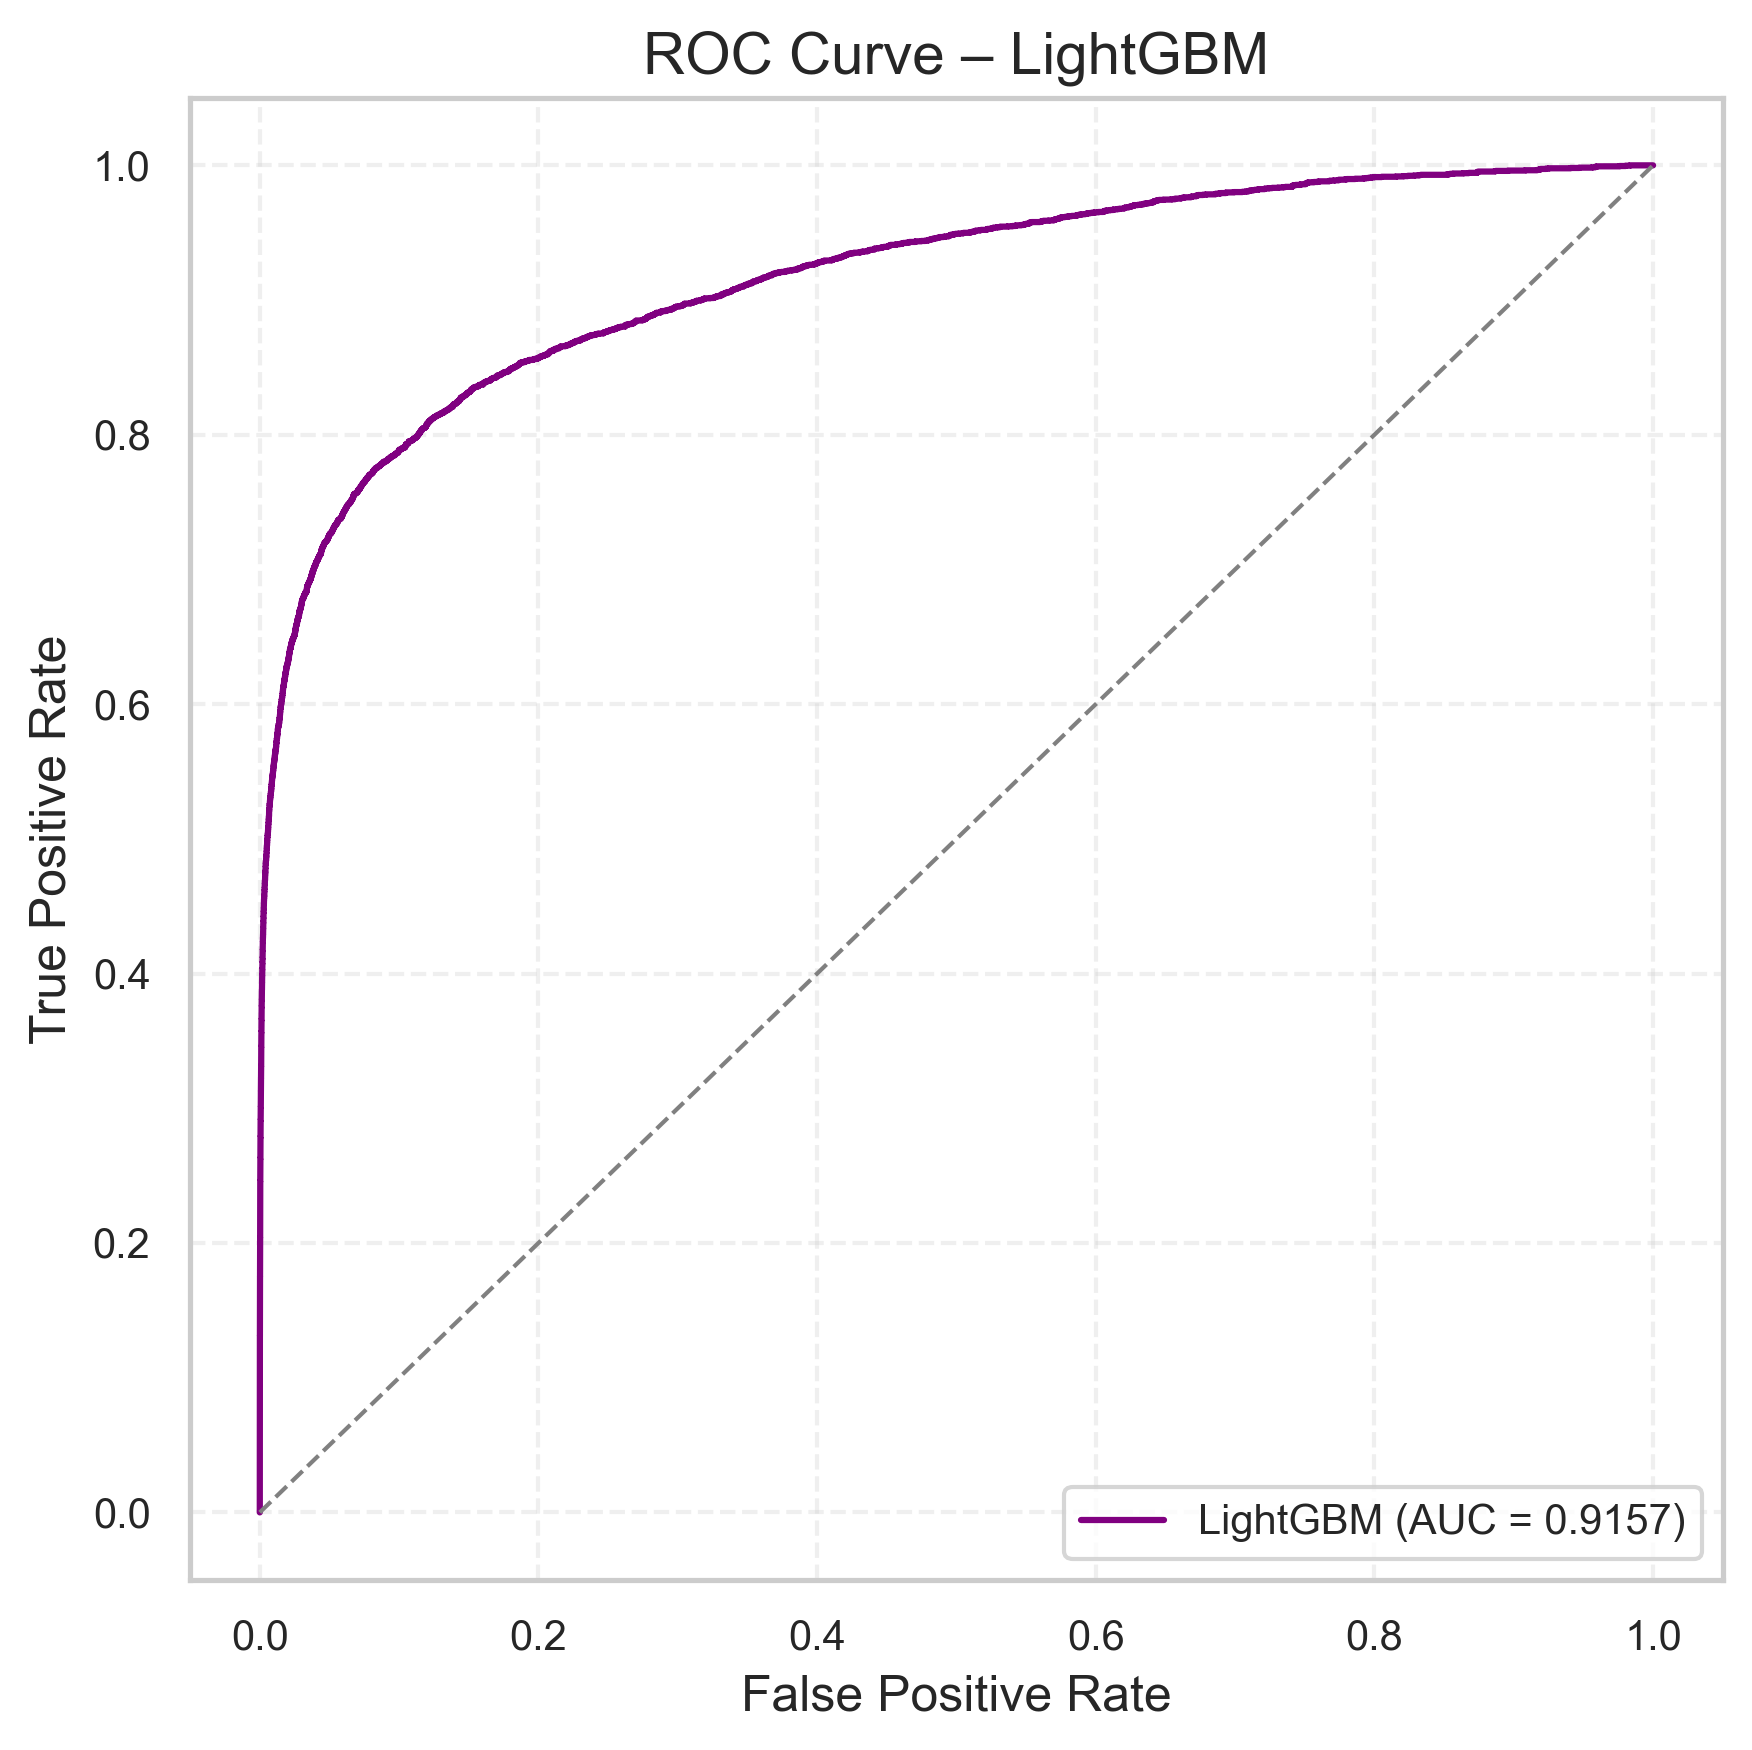 ROC Curve – LightGBM
1.0
0.8
0.6
0.4
0.2
0.0
True Positive Rate
LightGBM (AUC = 0.9157)
0.0 0.2 0.4 0.6 0.8 1.0
False Positive Rate